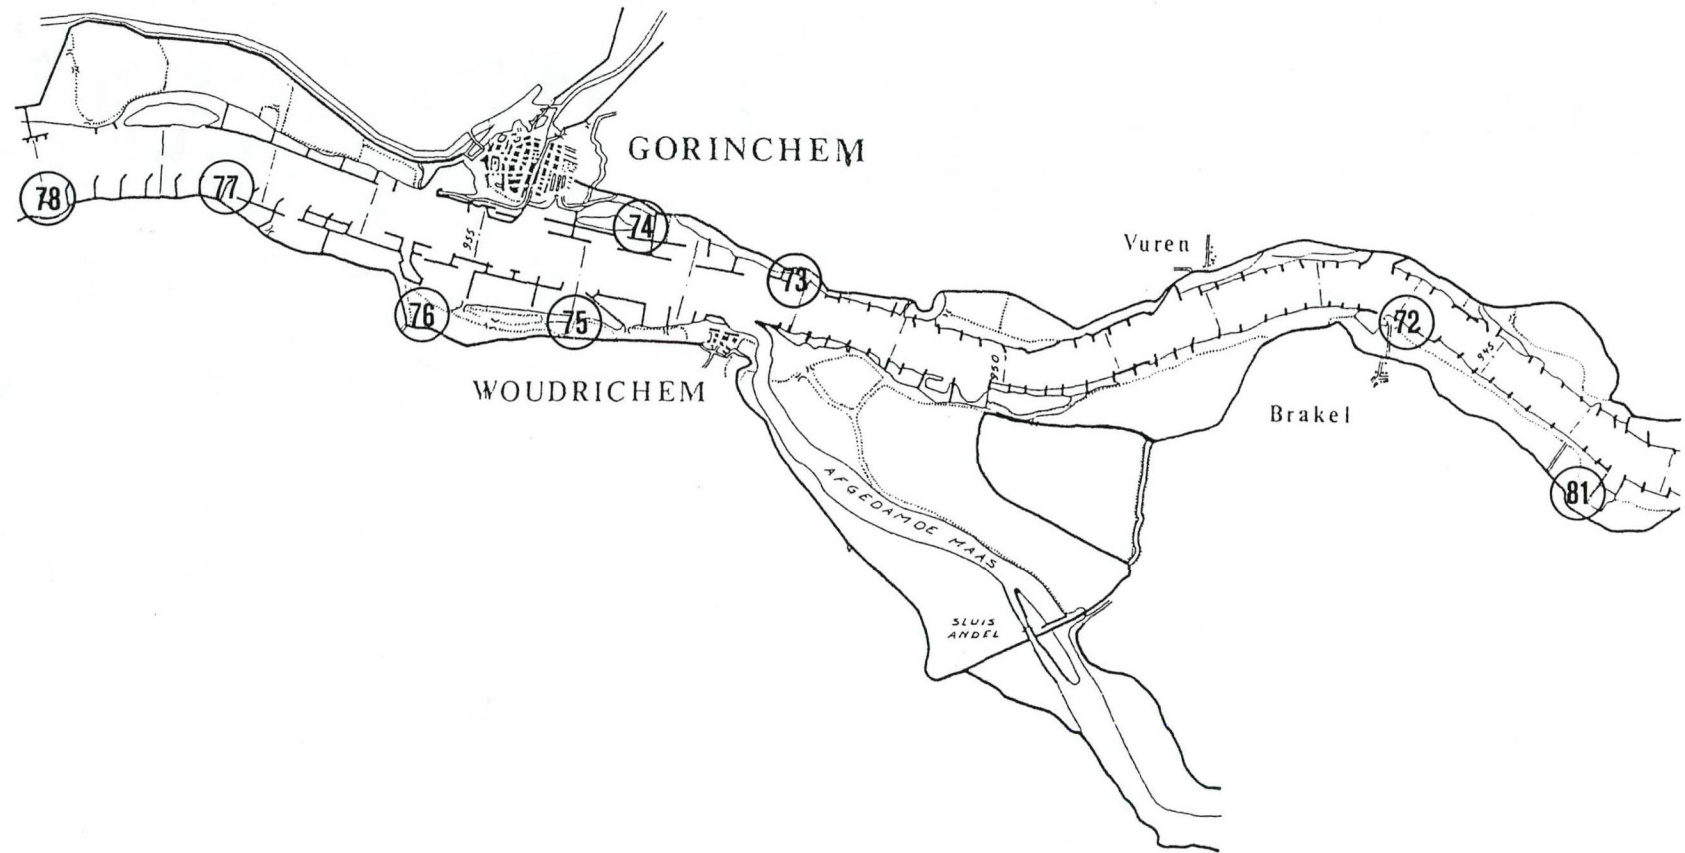 GORINCHEM
78
77
74
955
Vuren
73
76
75
72
945
950
WOUDRICHEM
Brakel
81
AFGEDAMDE MAAS
SLUIS
ANDEL